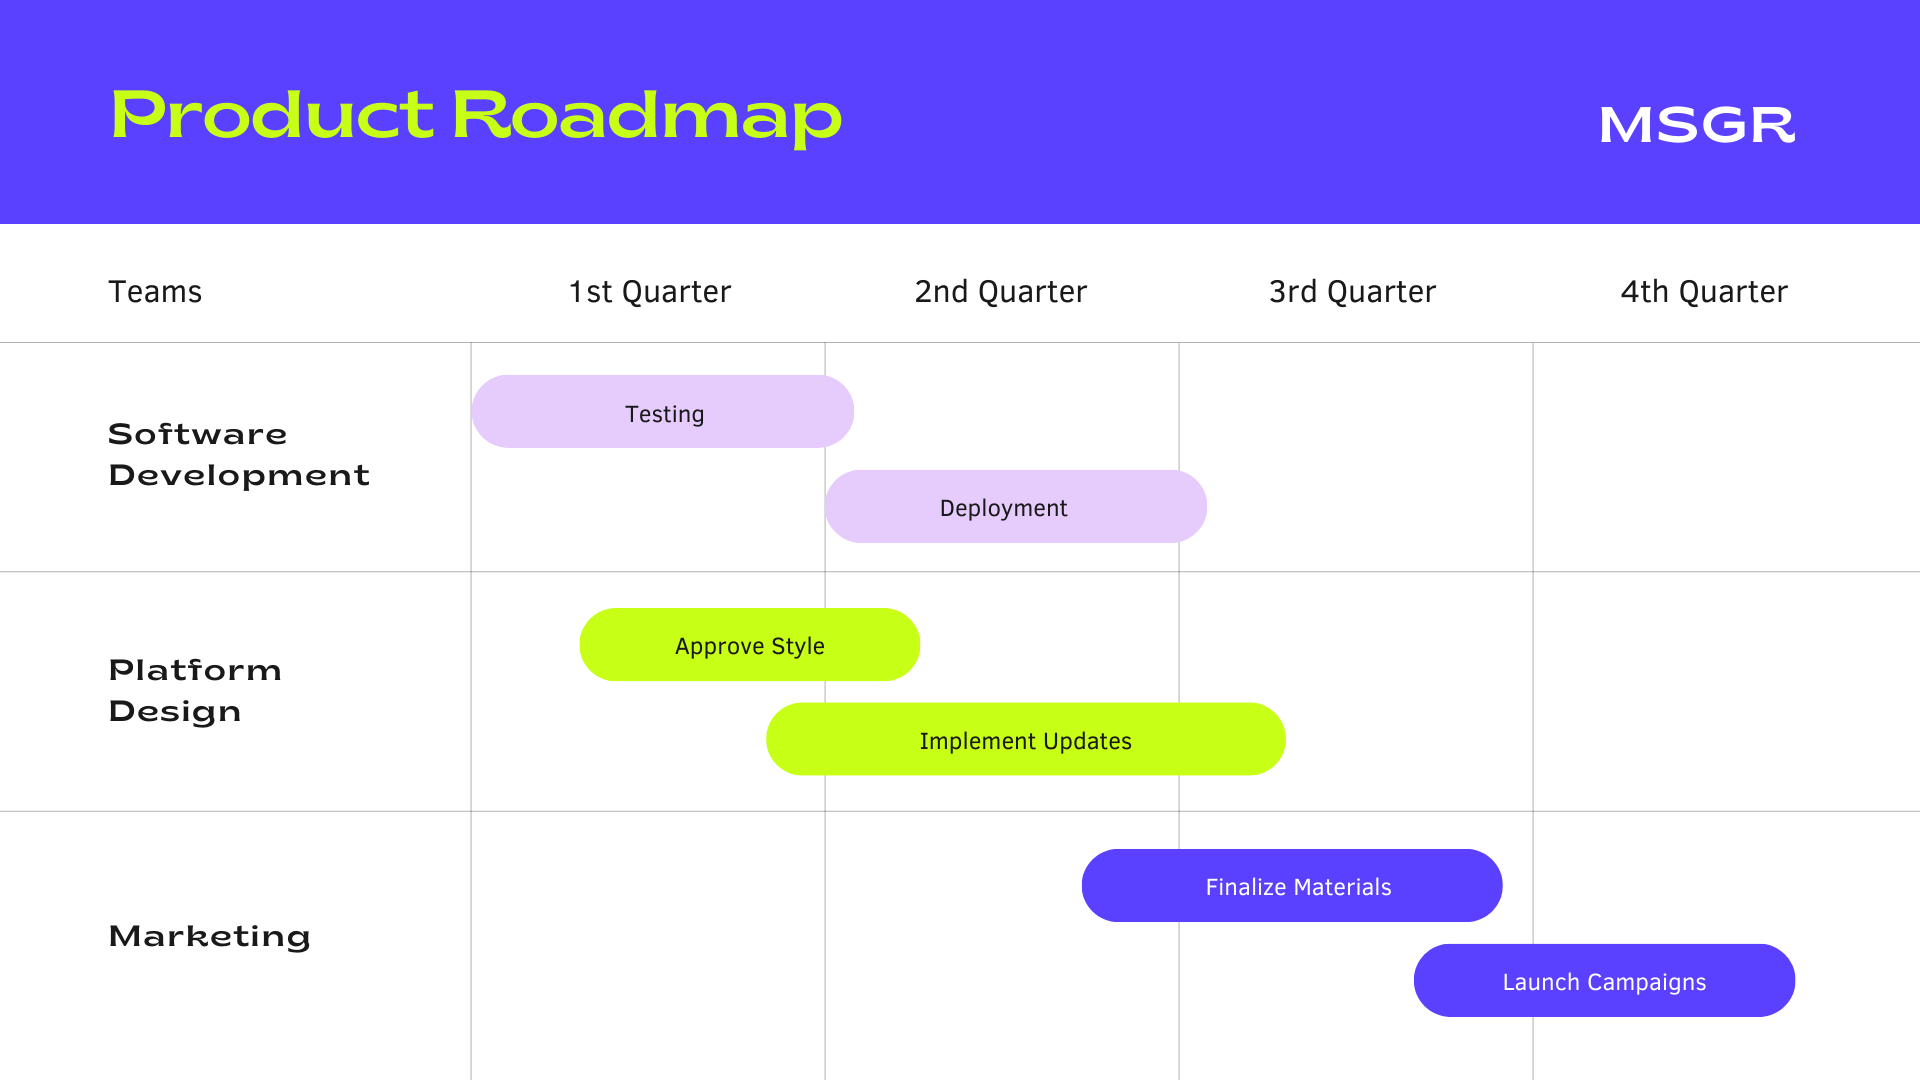 Product Roadmap
MSGR
Teams
1st Quarter
2nd Quarter
3rd Quarter
4th Quarter
Software
Development
Testing
Deployment
Platform
Design
Approve Style
Implement Updates
Marketing
Finalize Materials
Launch Campaigns